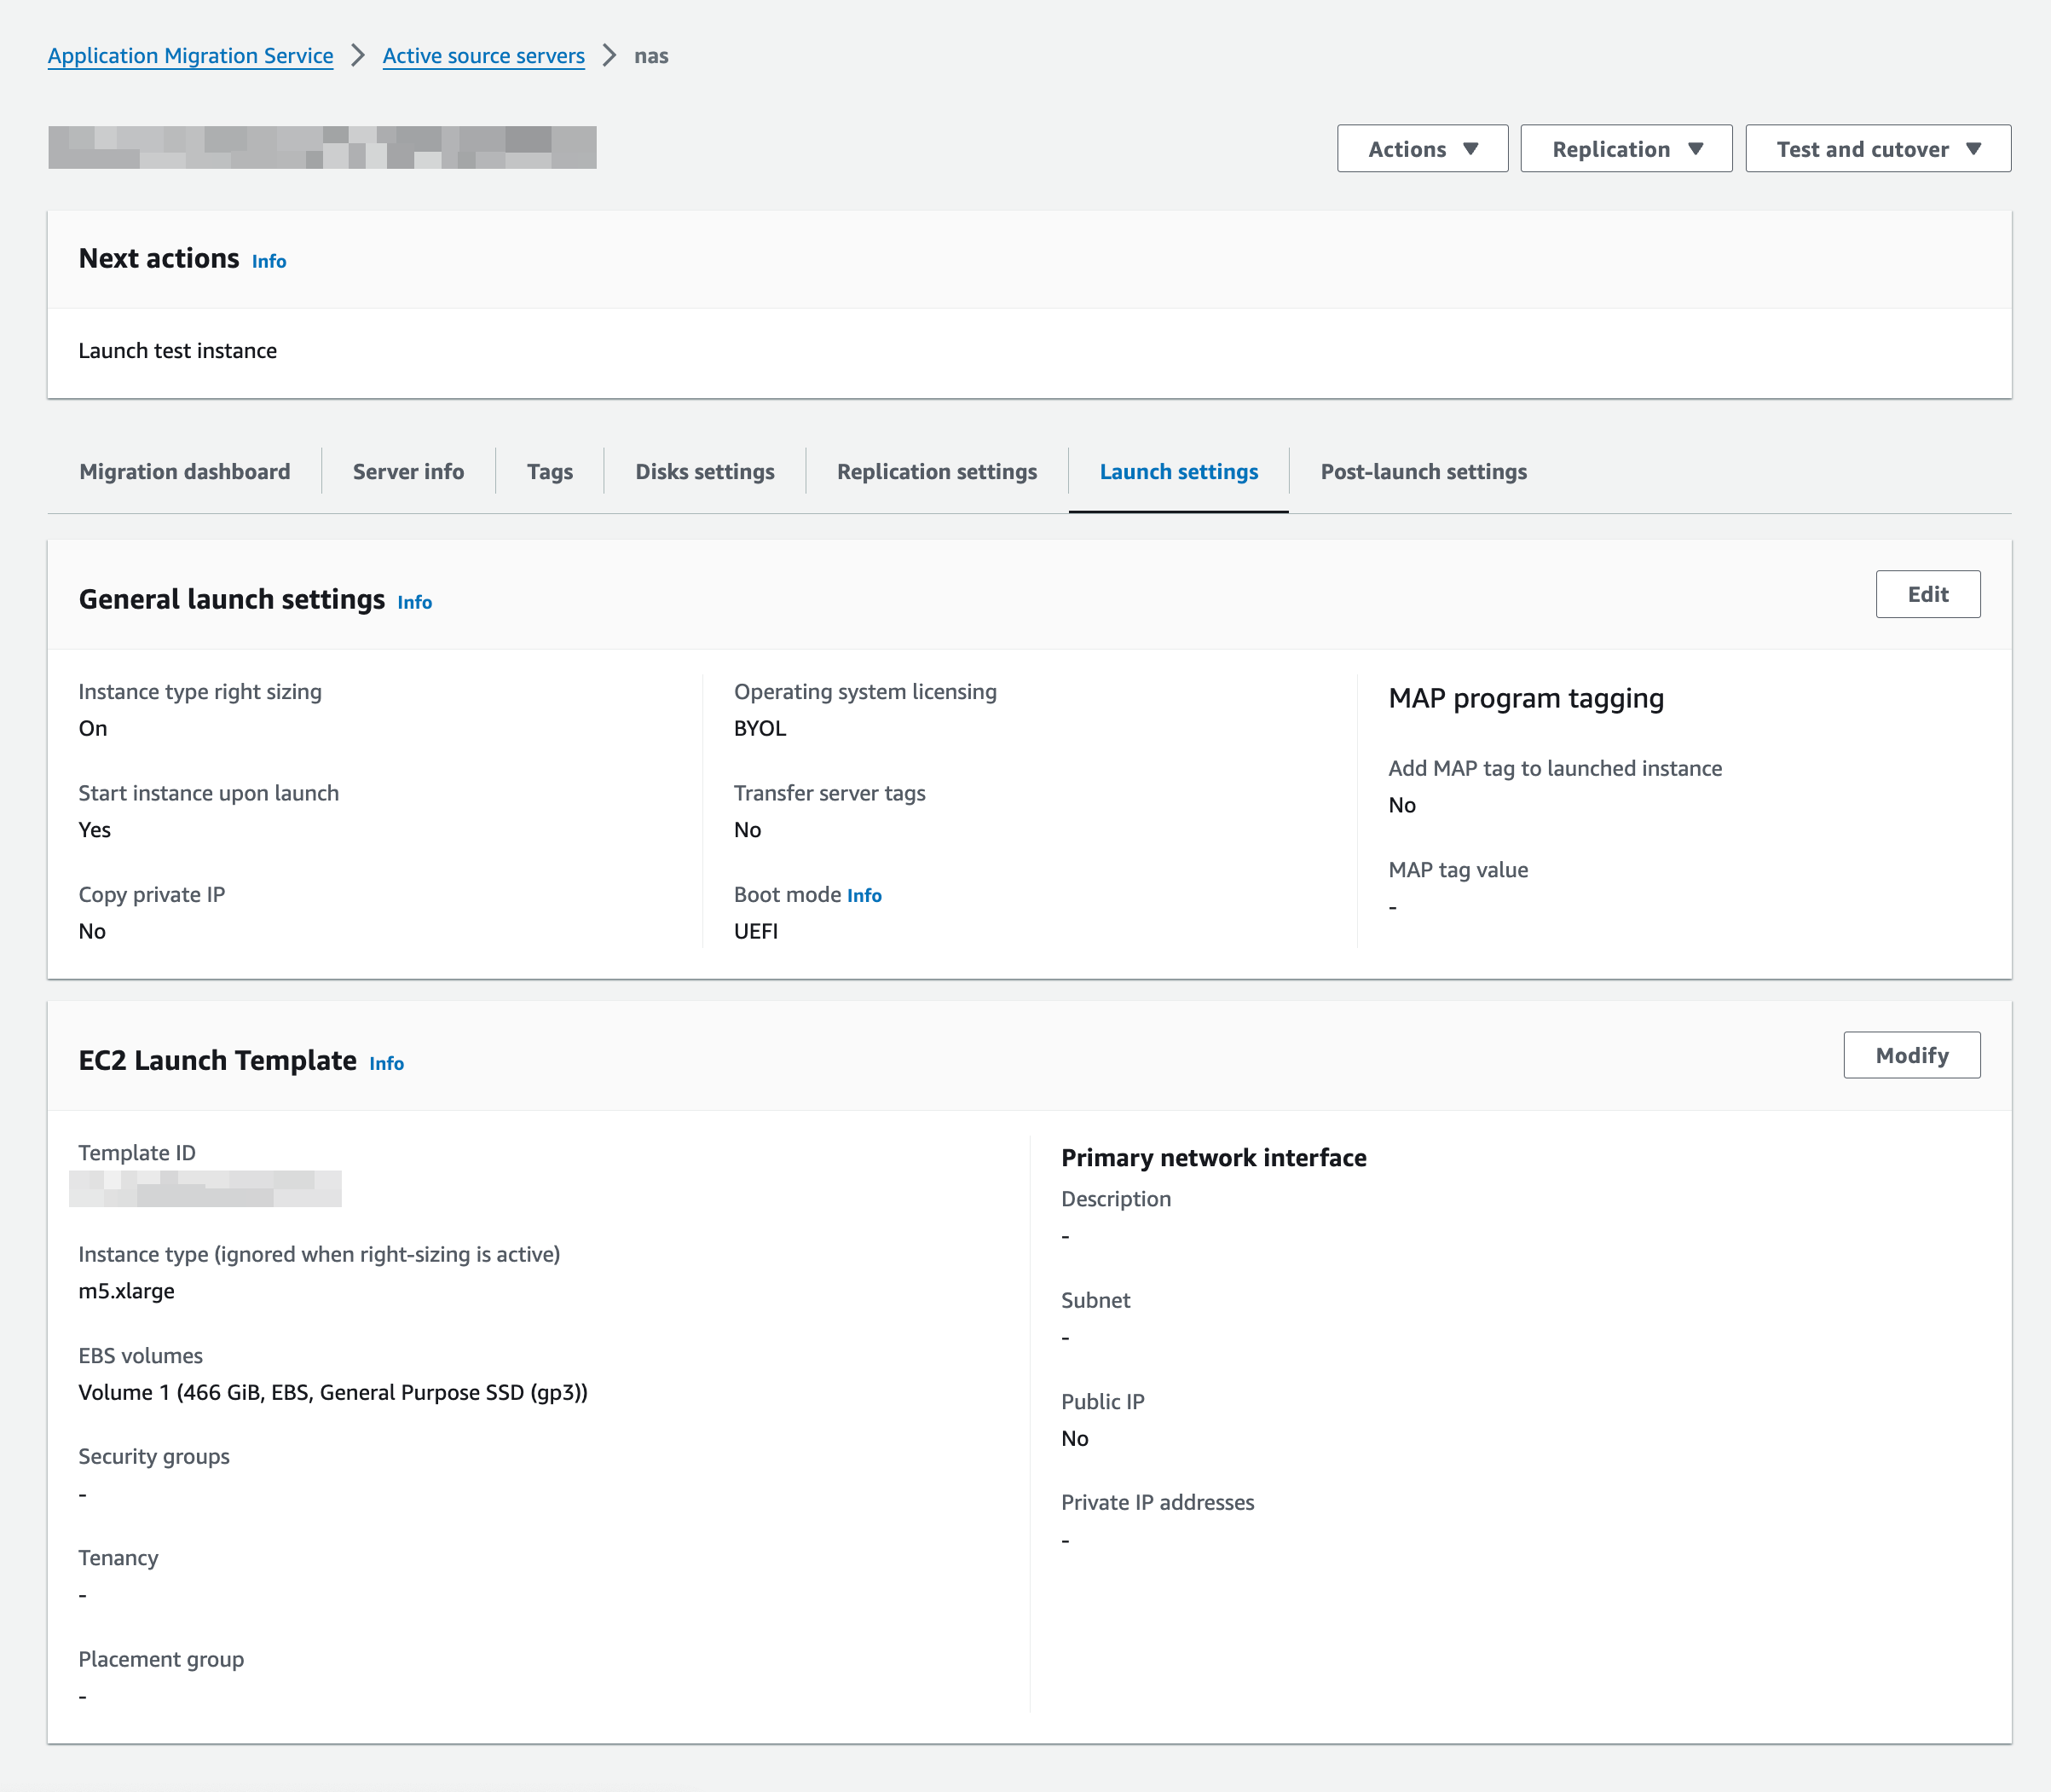 Application Migration Service > Active source servers > nas
Actions ▼ Replication ▼ Test and cutover ▼
Next actions Info
Launch test instance
Migration dashboard Server info Tags Disks settings Replication settings Launch settings Post-launch settings
General launch settings Info
Edit
Instance type right sizing
On
Start instance upon launch
Yes
Copy private IP
No
Operating system licensing
BYOL
Transfer server tags
No
Boot mode Info
UEFI
MAP program tagging
Add MAP tag to launched instance
No
MAP tag value
-
EC2 Launch Template Info
Modify
Template ID
Instance type (ignored when right-sizing is active)
m5.xlarge
EBS volumes
Volume 1 (466 GiB, EBS, General Purpose SSD (gp3))
Security groups
-
Tenancy
-
Placement group
-
Primary network interface
Description
-
Subnet
-
Public IP
No
Private IP addresses
-